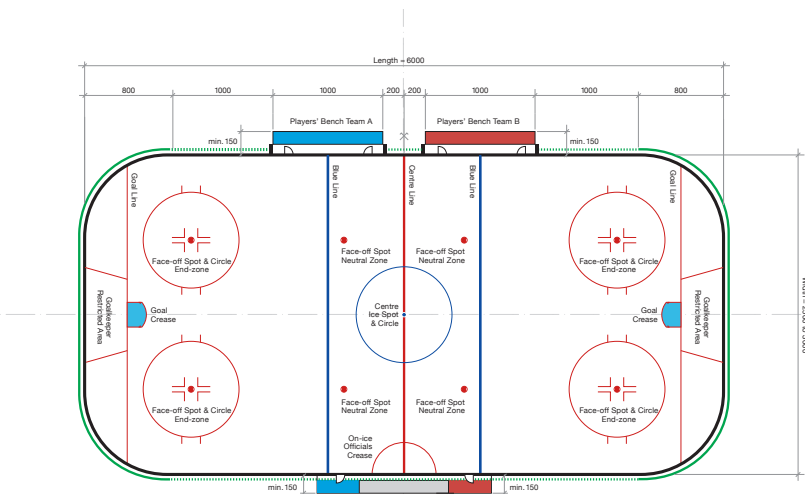 Length = 6000
800
1000
1000
200
200
1000
1000
800
Players' Bench Team A
Players' Bench Team B
min. 150
min. 150
Goal Line
Blue Line
Centre Line
Blue Line
Goal Line
Face-off Spot
Neutral Zone
Face-off Spot
Neutral Zone
Face-off Spot & Circle
End-zone
Face-off Spot & Circle
End-zone
Goalkeeper
Restricted Area
Goal
Crease
Centre
Ice Spot
& Circle
Goal
Crease
Goalkeeper
Restricted Area
Face-off Spot
Neutral Zone
Face-off Spot
Neutral Zone
Face-off Spot & Circle
End-zone
Face-off Spot & Circle
End-zone
On-ice
Officials
Crease
min. 150
min. 150